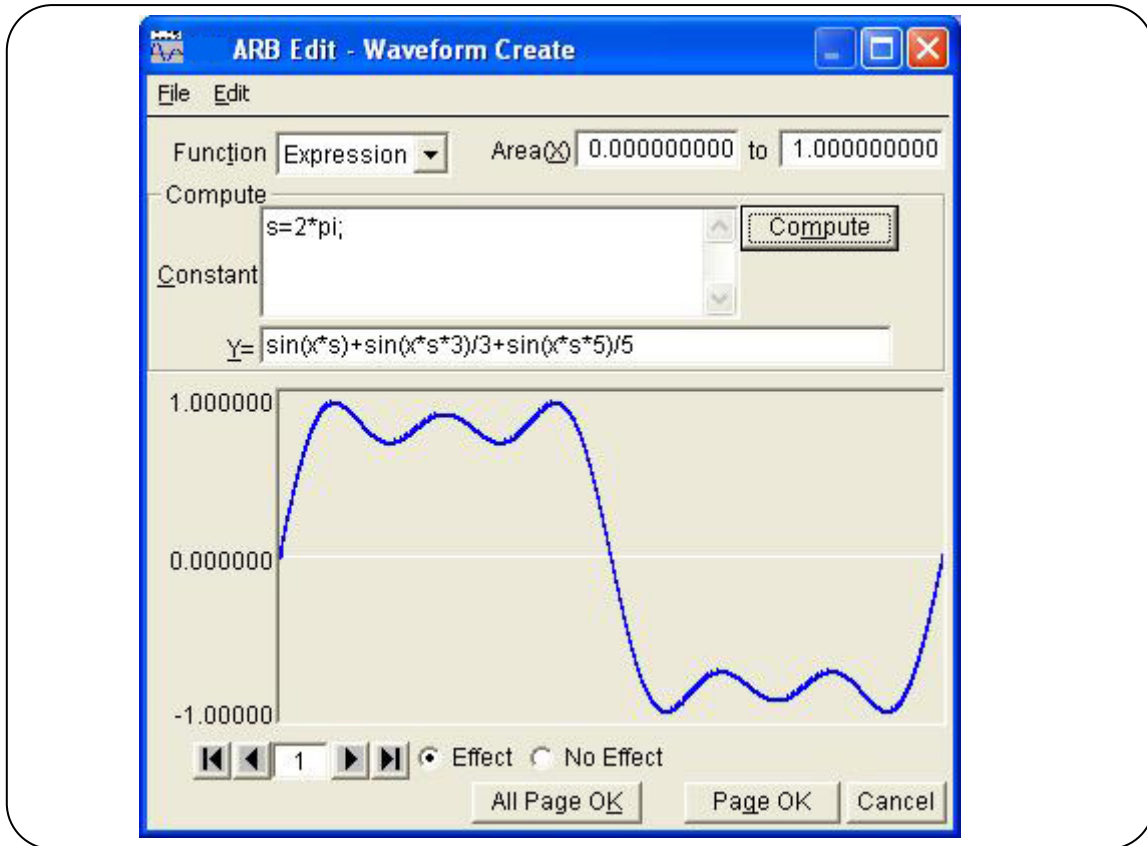 ARB Edit - Waveform Create
File Edit
Function Expression Area(X) 0.000000000 to 1.000000000
Compute
s=2*pi;
Compute
Constant
Y= sin(x*s)+sin(x*s*3)/3+sin(x*s*5)/5
1.000000
0.000000
-1.00000
1 Effect No Effect
All Page OK Page OK Cancel